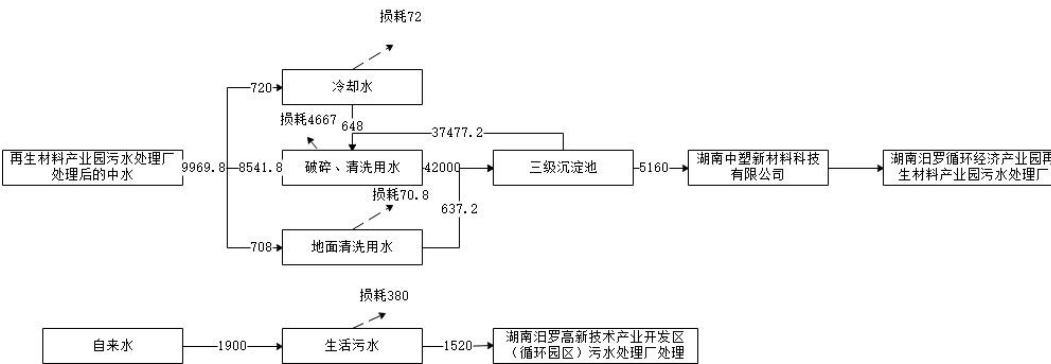 损耗72
720
冷却水
损耗4667
648
37477.2
再生材料产业园污水处理厂
处理后的中水
9969.8
8541.8
破碎、清洗用水
42000
三级沉淀池
5160
湖南中塑新材料科技
有限公司
湖南汨罗循环经济产业园再
生材料产业园污水处理厂
损耗70.8
637.2
708
地面清洗用水
损耗380
自来水
1900
生活污水
1520
湖南汨罗高新技术产业开发区
（循环园区）污水处理厂处理